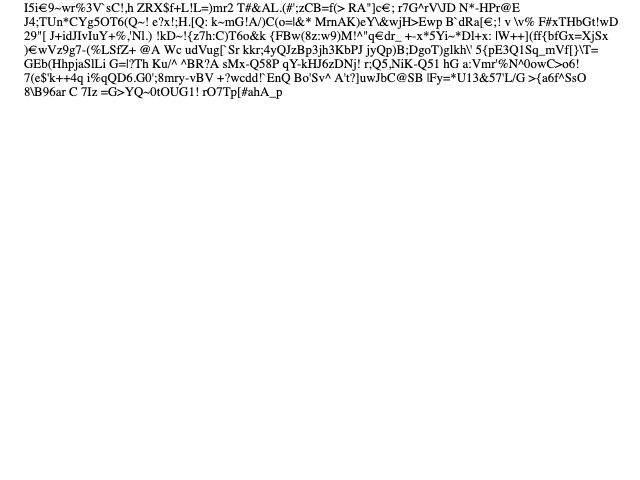 I5i€9~wr%3V`sC!,h ZRX$f+L!L=)mr2 T#&AL.(#';zCB=f(> RA"]c€; r7G^rV\JD N*-HPr@E
J4;TUn*CYg5OT6(Q~! e?x!;H.[Q: k~mG!A/)C(o=l&* MrnAK)eY\&wjH>Ewp B`dRa[€;! v \v% F#xTHbGt!wD
29"[ J+idJIvIuY+%,'Nl.) !kD~!{z7h:C)T6o&k {FBw(8z:w9)M!^"q€dr_ +-x*5Yi~*Dl+x: |W++](ff{bfGx=XjSx
)€wVz9g7-(%LSfZ+ @A Wc udVug[`Sr kkr;4yQJzBp3jh3KbPJ jyQp)B;DgoT)glkh\' 5{pE3Q1Sq_mVf[}\T=
GEb(HhpjaSlLi G=l?Th Ku/^ ^BR?A sMx-Q58P qY-kHJ6zDNj! r;Q5,NiK-Q51 hG a:Vmr'%N^0owC>o6!
7(e$'k++4q i%qQD6.G0';8mry-vBV +?wcdd!`EnQ Bo'Sv^ A't?]uwJbC@SB |Fy=*U13&57'L/G >{a6f^SsO
8\B96ar C 7Iz =G>YQ~0tOUG1! rO7Tp[#ahA_p